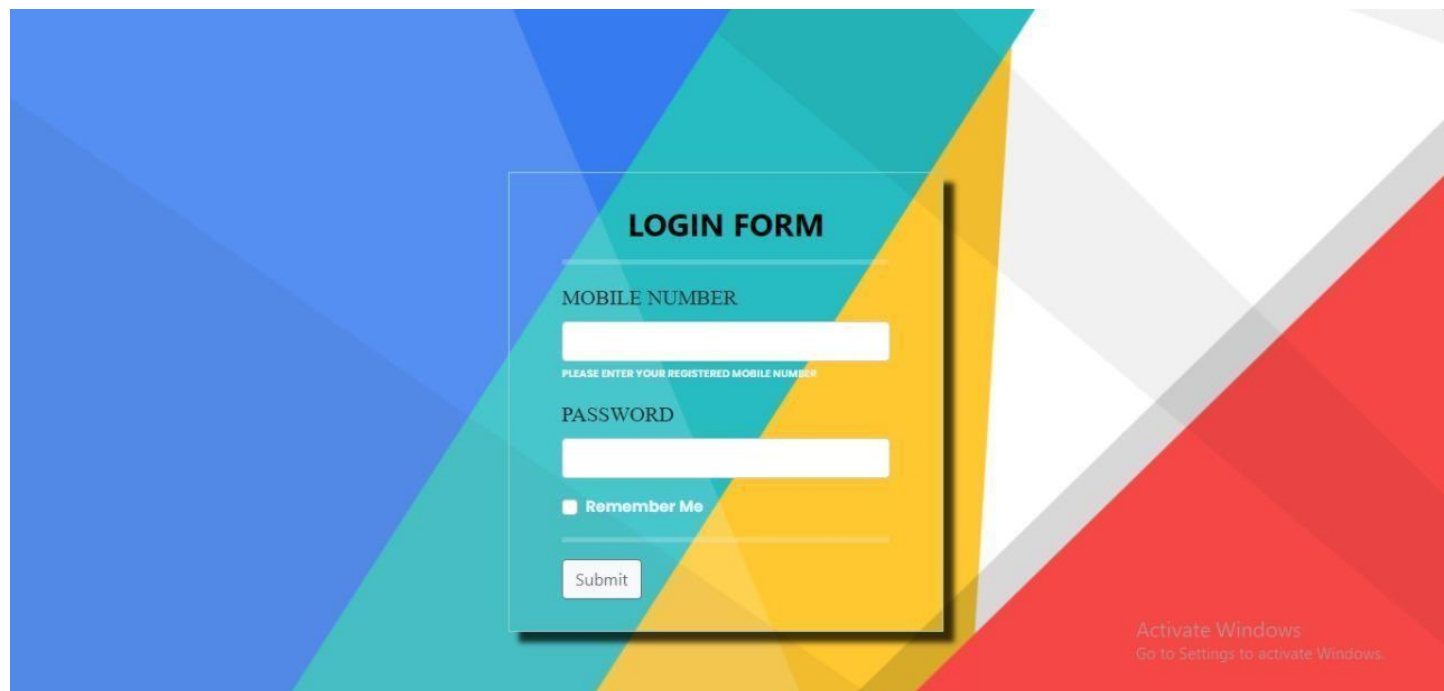 LOGIN FORM
MOBILE NUMBER
PLEASE ENTER YOUR REGISTERED MOBILE NUMBER
PASSWORD
Remember Me
Submit
Activate Windows
Go to Settings to activate Windows.